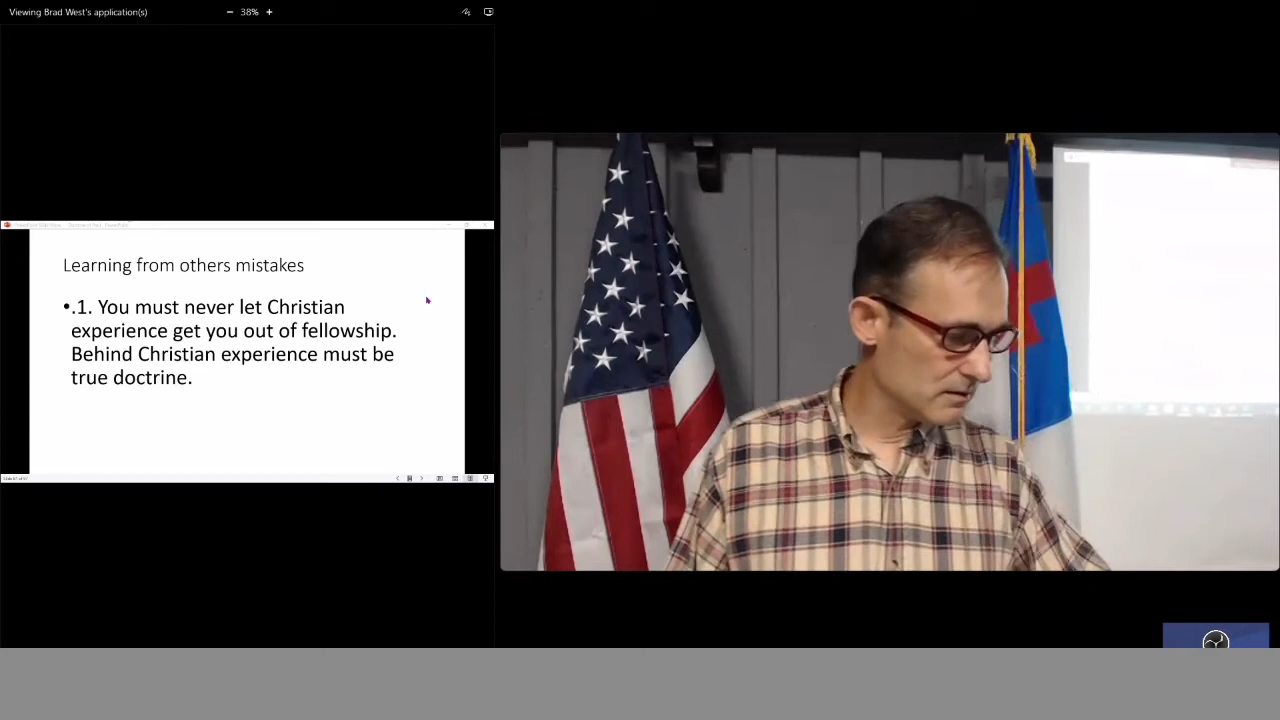 Viewing Brad West's application(s)
− 38% +
Learning from others mistakes
•.1. You must never let Christian
experience get you out of fellowship.
Behind Christian experience must be
true doctrine.